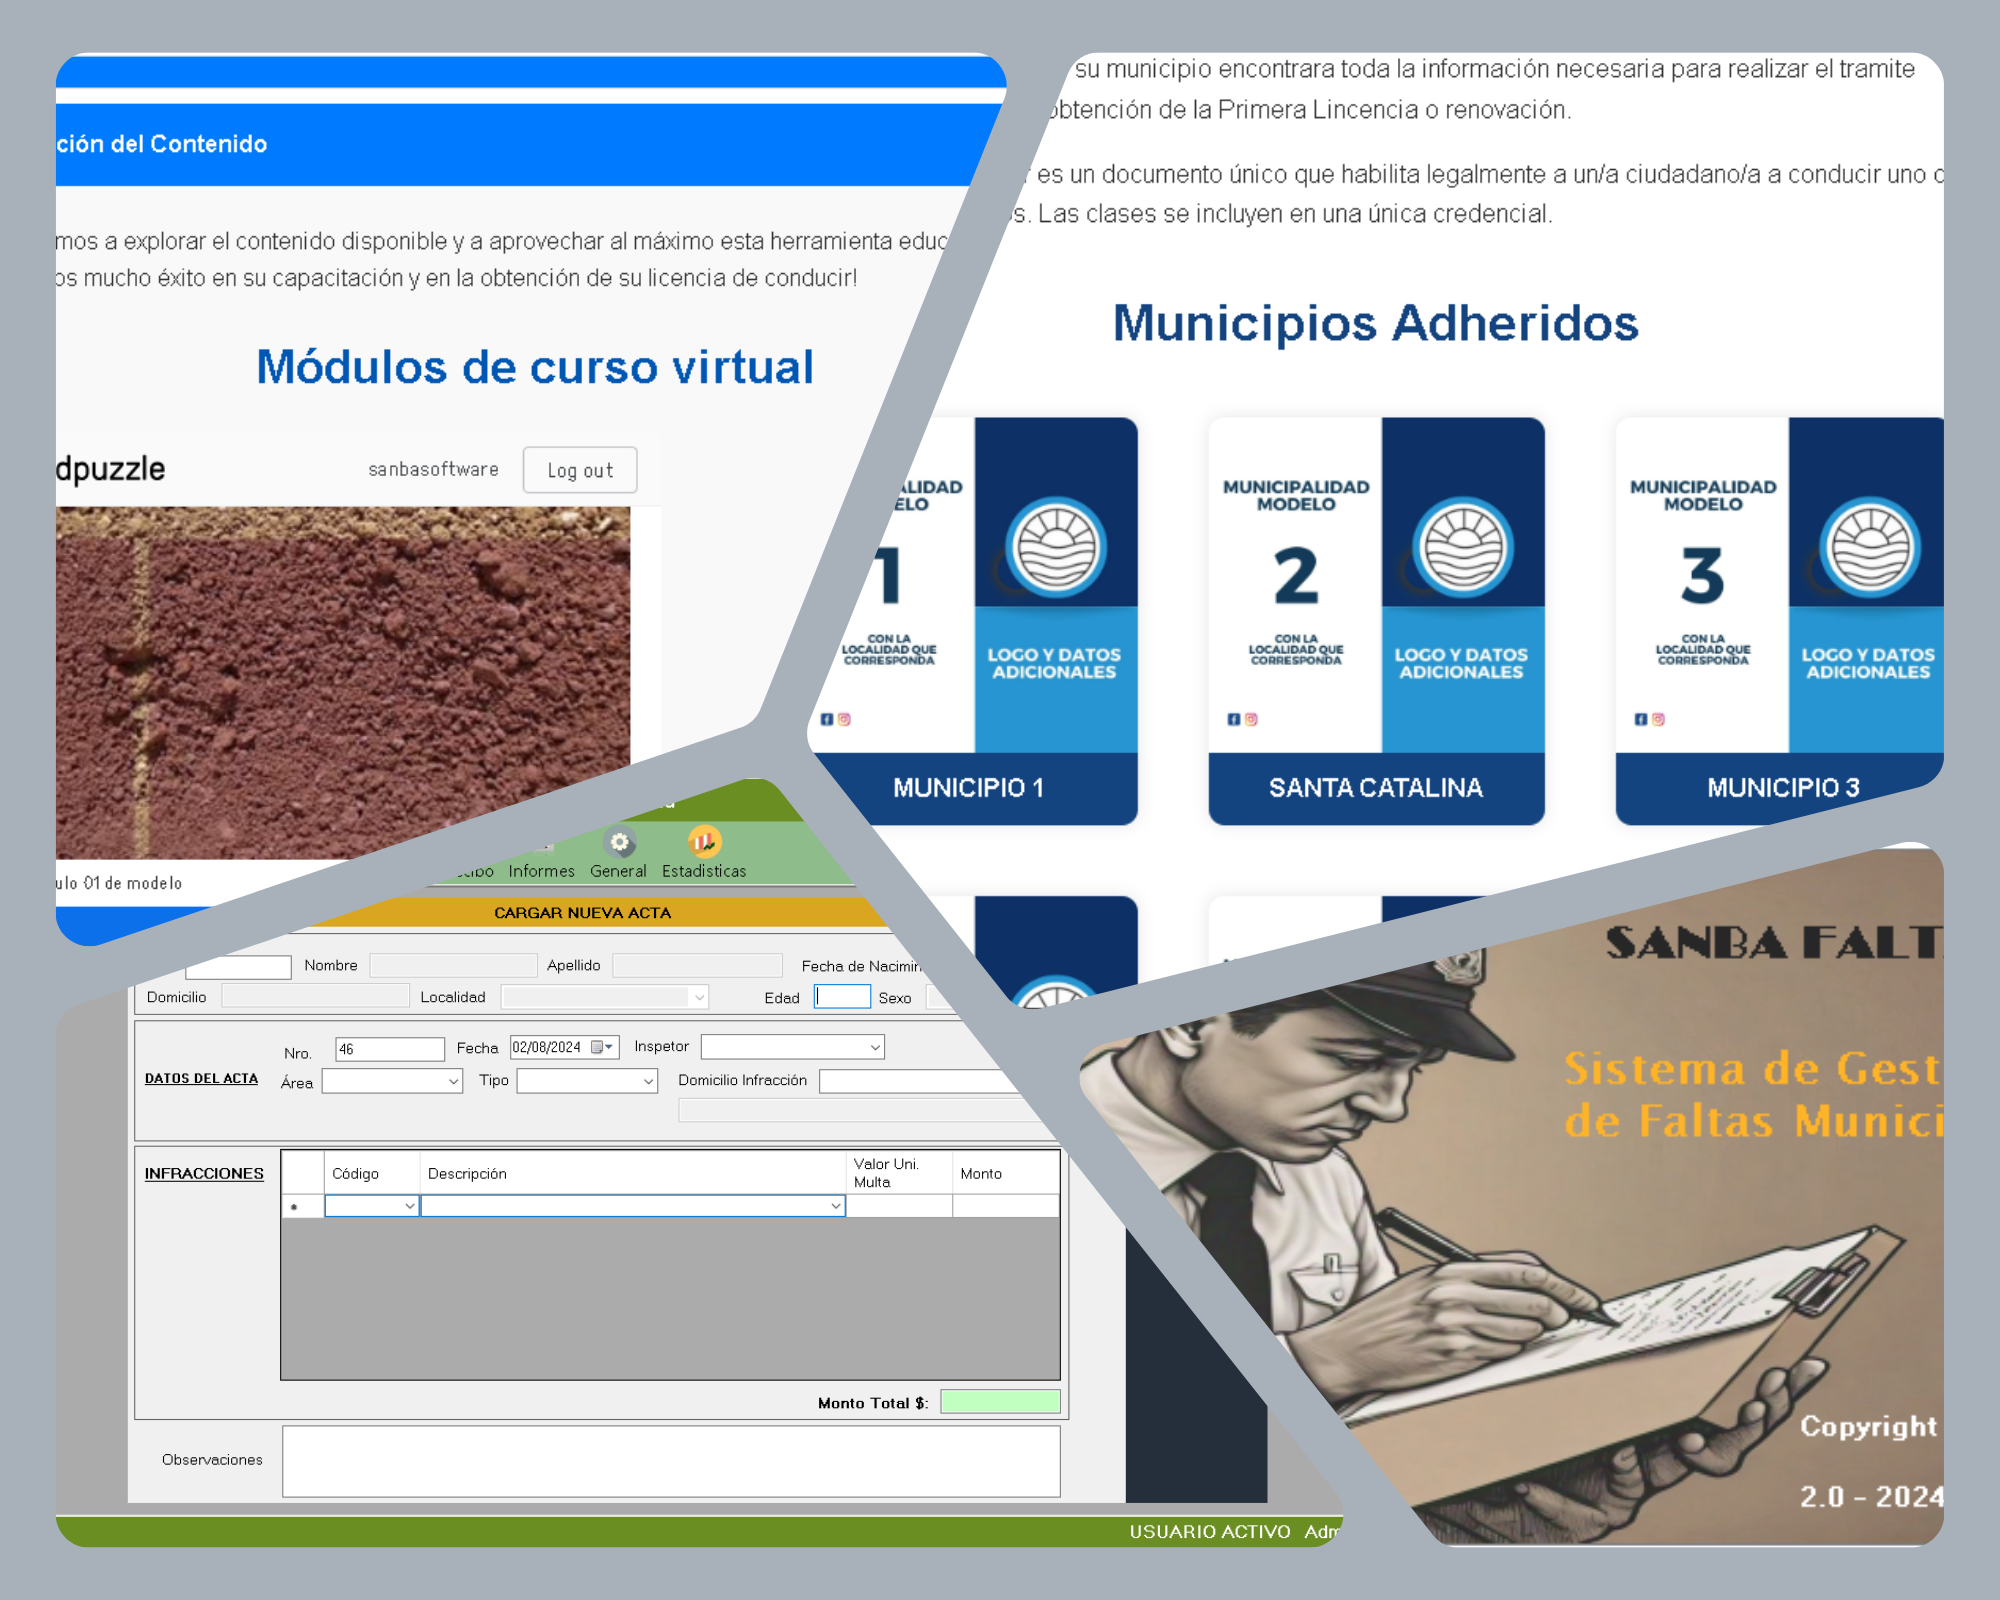 ción del Contenido
mos a explorar el contenido disponible y a aprovechar al máximo esta herramienta educ
os mucho éxito en su capacitación y en la obtención de su licencia de conducir!
Módulos de curso virtual
dpuzzle
sanbasoftware
Log out
ulo 01 de modelo
su municipio encontrara toda la información necesaria para realizar el tramite
obtención de la Primera Lincencia o renovación.
es un documento único que habilita legalmente a un/a ciudadano/a a conducir uno o
s. Las clases se incluyen en una única credencial.
Municipios Adheridos
ALIDAD
ELO
1
CON LA
LOCALIDAD QUE
CORRESPONDA
LOGO Y DATOS
ADICIONALES
MUNICIPIO 1
MUNICIPALIDAD
MODELO
2
CON LA
LOCALIDAD QUE
CORRESPONDA
LOGO Y DATOS
ADICIONALES
SANTA CATALINA
MUNICIPALIDAD
MODELO
3
CON LA
LOCALIDAD QUE
CORRESPONDA
LOGO Y DATOS
ADICIONALES
MUNICIPIO 3
cibo Informes General Estadisticas
CARGAR NUEVA ACTA
Nombre Apellido Fecha de Nacimin
Domicilio Localidad Edad Sexo
DATOS DEL ACTA
Nro. 46 Fecha 02/08/2024 Inspetor
Área Tipo Domicilio Infracción
INFRACCIONES
Código Descripción Valor Uni. Multa Monto
Monto Total $:
Observaciones
USUARIO ACTIVO Adm
SANBA FALT
Sistema de Gest
de Faltas Munici
Copyright
2.0 - 2024